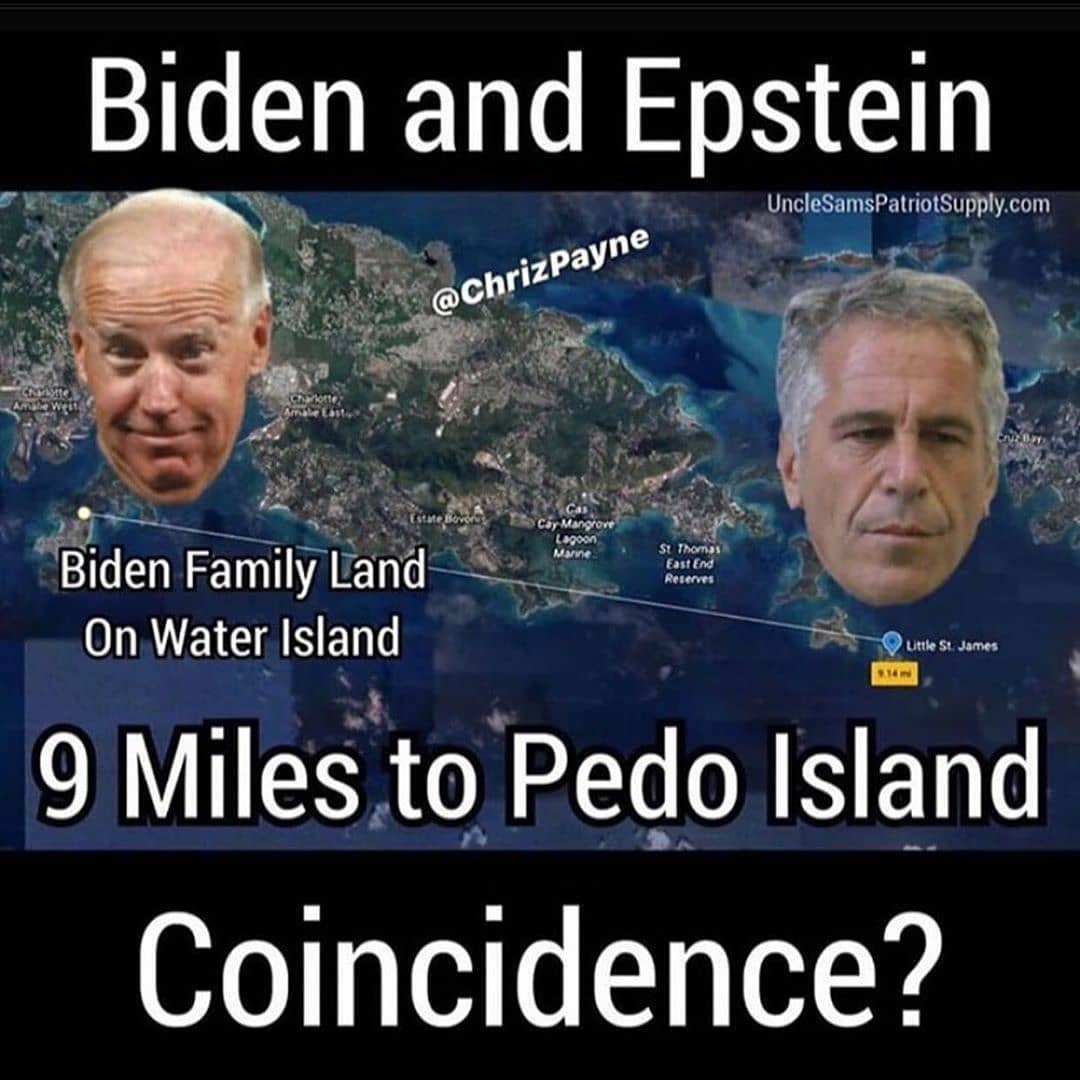 Biden and Epstein
UncleSamsPatriotSupply.com
@ChrizPayne
Charlotte
Amalie West
Charlotte
Amalie East
Cruz Bay
Estate Bovoni
Cas
Cay-Mangrove
Lagoon
Marine
St. Thomas
East End
Reserves
Biden Family Land
On Water Island
Little St. James
9.14 mi
9 Miles to Pedo Island
Coincidence?